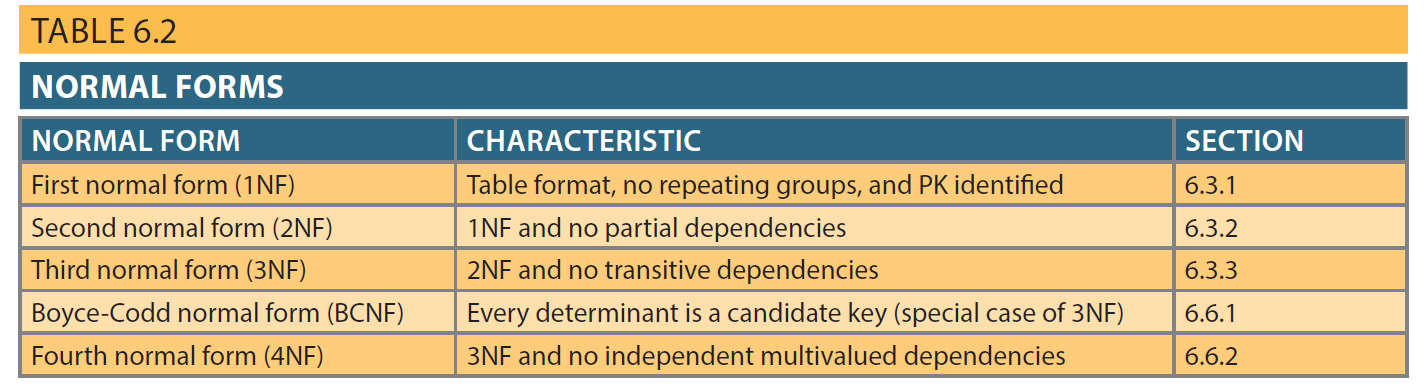 TABLE 6.2
NORMAL FORMS
NORMAL FORM CHARACTERISTIC SECTION
First normal form (1NF) Table format, no repeating groups, and PK identified 6.3.1
Second normal form (2NF) 1NF and no partial dependencies 6.3.2
Third normal form (3NF) 2NF and no transitive dependencies 6.3.3
Boyce-Codd normal form (BCNF) Every determinant is a candidate key (special case of 3NF) 6.6.1
Fourth normal form (4NF) 3NF and no independent multivalued dependencies 6.6.2